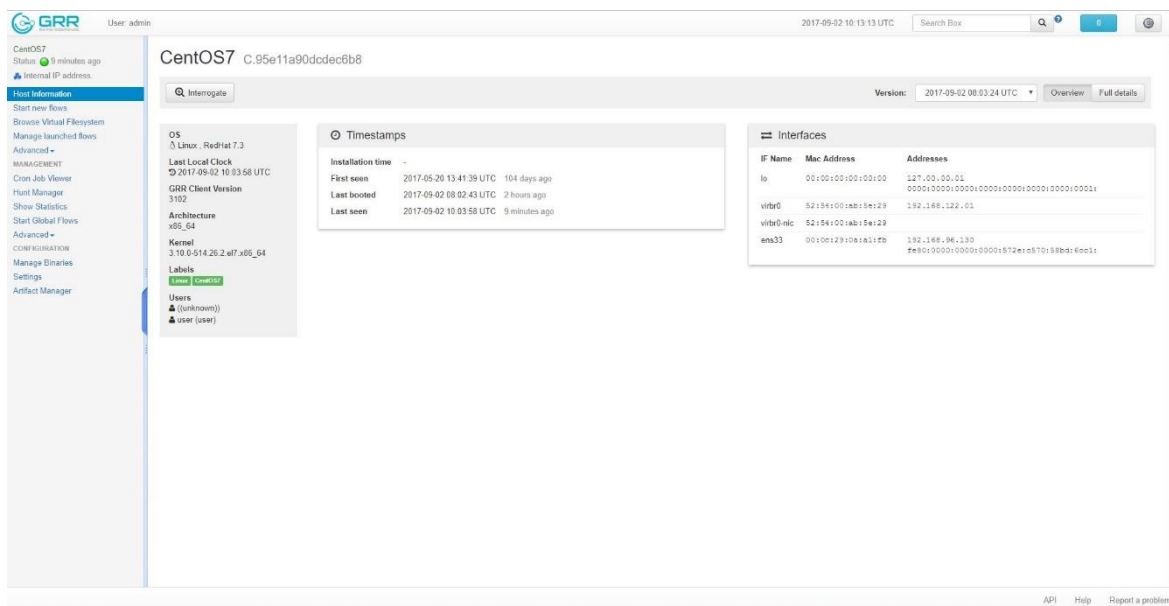 GRR
User: admin
2017-09-02 10:13:13 UTC
Search Box
0
CentOS7
Status: 9 minutes ago
Internal IP address.
Host Information
Start new flows
Browse Virtual Filesystem
Manage launched flows
Advanced
MANAGEMENT
Cron Job Viewer
Hunt Manager
Show Statistics
Start Global Flows
Advanced
CONFIGURATION
Manage Binaries
Settings
Artifact Manager
CentOS7 C.95e11a90dcdec6b8
Interrogate
Version: 2017-09-02 08:03:24 UTC Overview Full details
OS
Linux , RedHat 7.3
Last Local Clock
2017-09-02 10:03:58 UTC
GRR Client Version
3102
Architecture
x86_64
Kernel
3.10.0-514.26.2.el7.x86_64
Labels
Linux CentOS7
Users
((unknown))
user (user)
Timestamps
Installation time -
First seen 2017-05-20 13:41:39 UTC 104 days ago
Last booted 2017-09-02 08:02:43 UTC 2 hours ago
Last seen 2017-09-02 10:03:58 UTC 9 minutes ago
Interfaces
IF Name Mac Address Addresses
lo 00:00:00:00:00:00 127.00.00.01
0000:0000:0000:0000:0000:0000:0000:0001:
virbr0 52:54:00:ab:5e:29 192.168.122.01
virbr0-nic 52:54:00:ab:5e:29
ens33 00:0c:29:0a:a1:fb 192.168.96.130
fe80:0000:0000:0000:572e:c570:58bd:6cc1:
API Help Report a problem